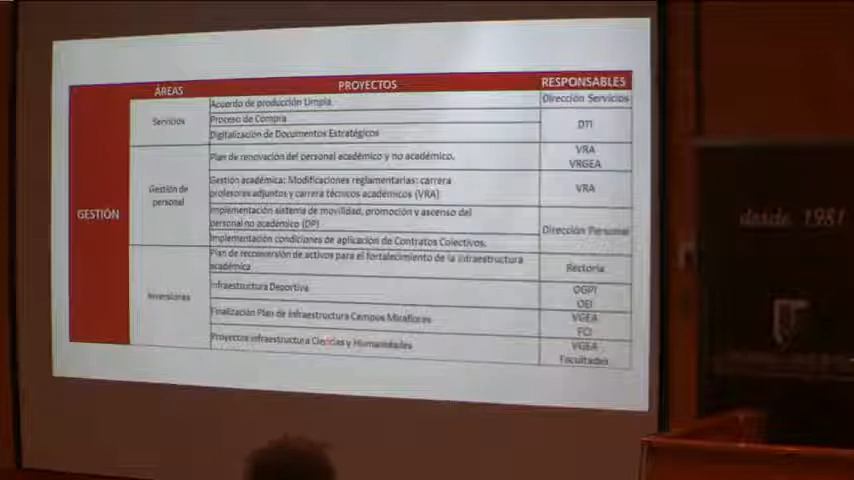 ÁREAS PROYECTOS RESPONSABLES
GESTIÓN
Servicios
Acuerdo de producción Limpia
Dirección Servicios
Proceso de Compra
Digitalización de Documentos Estratégicos
DTI
Gestión de
personal
Plan de renovación del personal académico y no académico.
VRA
VRGEA
Gestión académica: Modificaciones reglamentarias: carrera
profesores adjuntos y carrera técnicos académicos (VRA)
VRA
Implementación sistema de movilidad, promoción y ascenso del
personal no académico (DP)
Implementación condiciones de aplicación de Contratos Colectivos.
Dirección Personal
Inversiones
Plan de reconversión de activos para el fortalecimiento de la infraestructura
académica
Rectoría
Infraestructura Deportiva
OGPI
OEI
Finalización Plan de Infraestructura Campus Miraflores
VGEA
FCI
Proyectos infraestructura Ciencias y Humanidades
VGEA
Facultades
desde 1981